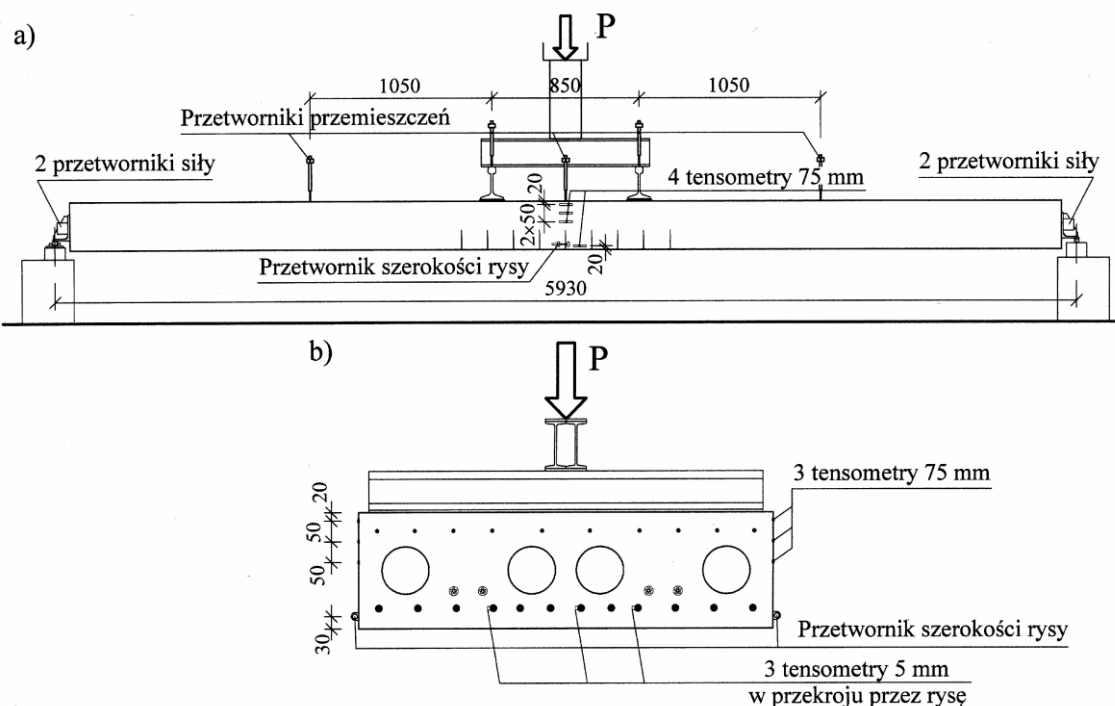 a)
P
1050
850
1050
Przetworniki przemieszczeń
2 przetworniki siły
2 przetworniki siły
20
4 tensometry 75 mm
2×50
Przetwornik szerokości rysy
20
5930
b)
P
3 tensometry 75 mm
20
50
50
30
Przetwornik szerokości rysy
3 tensometry 5 mm
w przekroju przez rysę